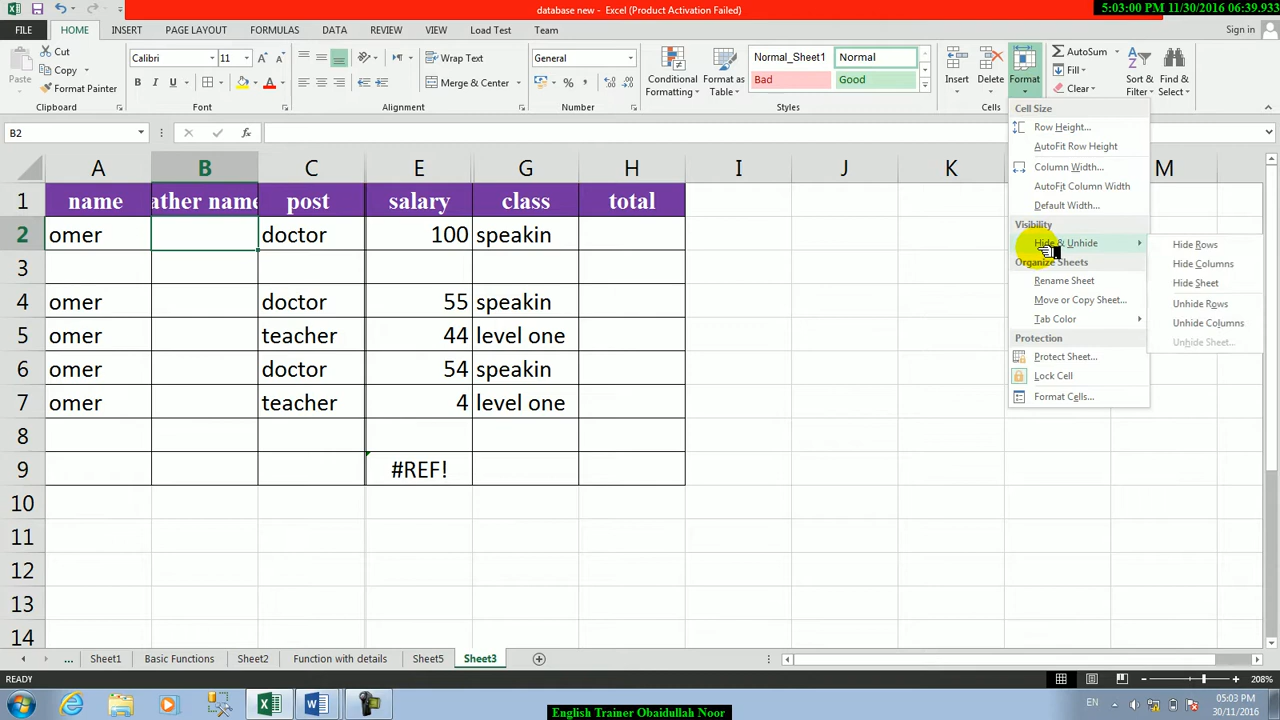 database new - Excel (Product Activation Failed)
5:03:00 PM 11/30/2016 06:39.933
FILE HOME INSERT PAGE LAYOUT FORMULAS DATA REVIEW VIEW Load Test Team Sign in
Cut
Copy
Format Painter
Paste
Clipboard
Calibri 11
B I U
Font
Wrap Text
Merge & Center
Alignment
General
%
Number
Conditional Formatting
Format as Table
Normal_Sheet1 Normal
Bad Good
Styles
Insert Delete Format
Cells
AutoSum
Fill
Clear
Sort & Filter
Find & Select
B2
fx
Cell Size
Row Height...
AutoFit Row Height
Column Width...
AutoFit Column Width
Default Width...
Visibility
Hide & Unhide
Organize Sheets
Rename Sheet
Move or Copy Sheet...
Tab Color
Protection
Protect Sheet...
Lock Cell
Format Cells...
Hide Rows
Hide Columns
Hide Sheet
Unhide Rows
Unhide Columns
Unhide Sheet...
A B C E G H I J K M
1 name ather name post salary class total
2 omer doctor 100 speakin
3
4 omer doctor 55 speakin
5 omer teacher 44 level one
6 omer doctor 54 speakin
7 omer teacher 4 level one
8
9 #REF!
10
11
12
13
14
... Sheet1 Basic Functions Sheet2 Function with details Sheet5 Sheet3
READY
208%
EN
05:03 PM
30/11/2016
English Trainer Obaidullah Noor